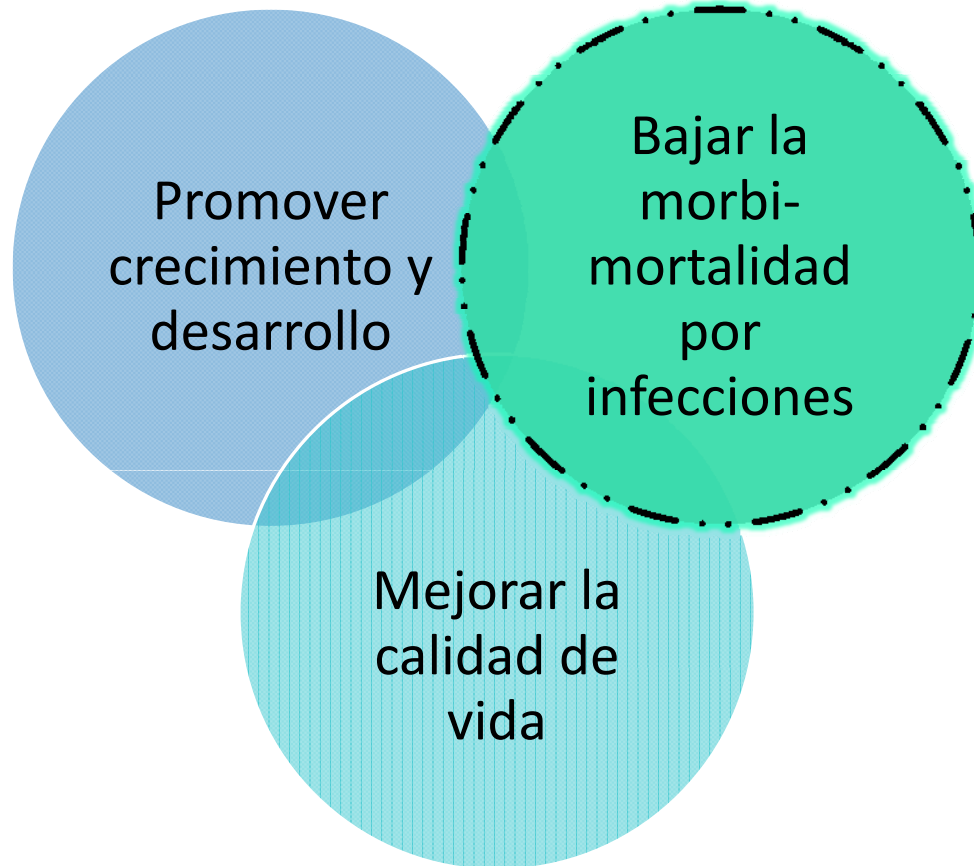 Promover
crecimiento y
desarrollo
Bajar la
morbi-
mortalidad
por
infecciones
Mejorar la
calidad de
vida